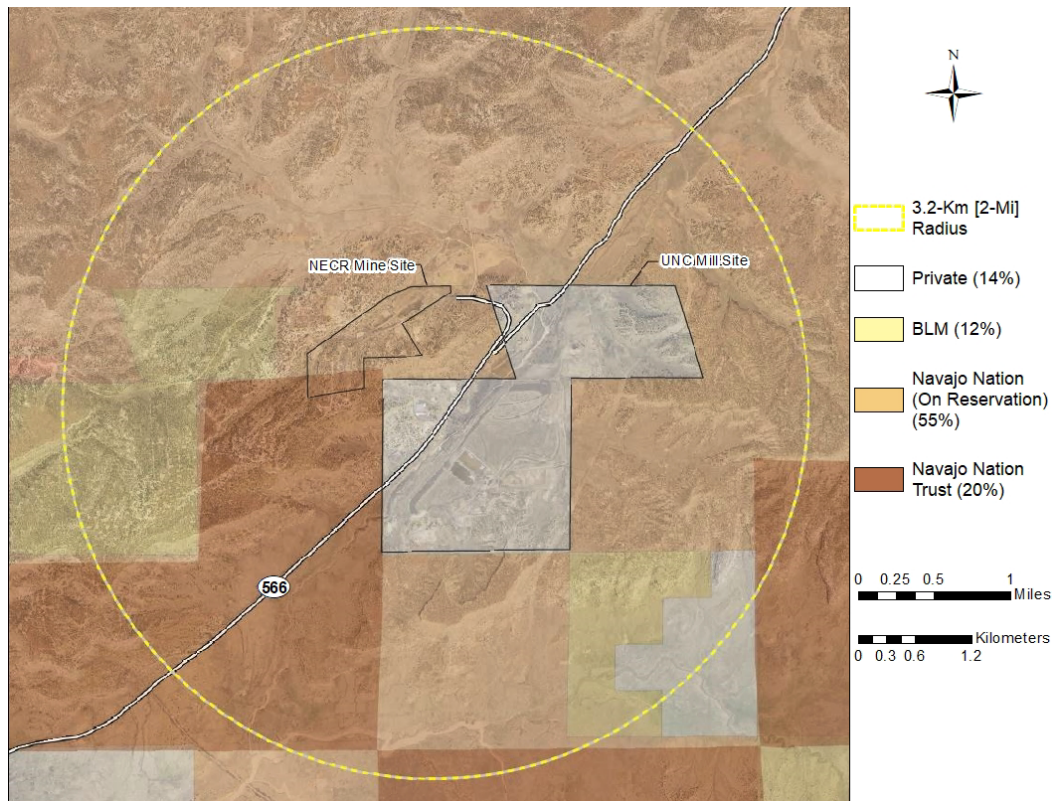 N
NECR Mine Site
UNC Mill Site
566
3.2-Km [2-Mi]
Radius
Private (14%)
BLM (12%)
Navajo Nation
(On Reservation)
(55%)
Navajo Nation
Trust (20%)
0 0.25 0.5 1
Miles
Kilometers
0 0.3 0.6 1.2